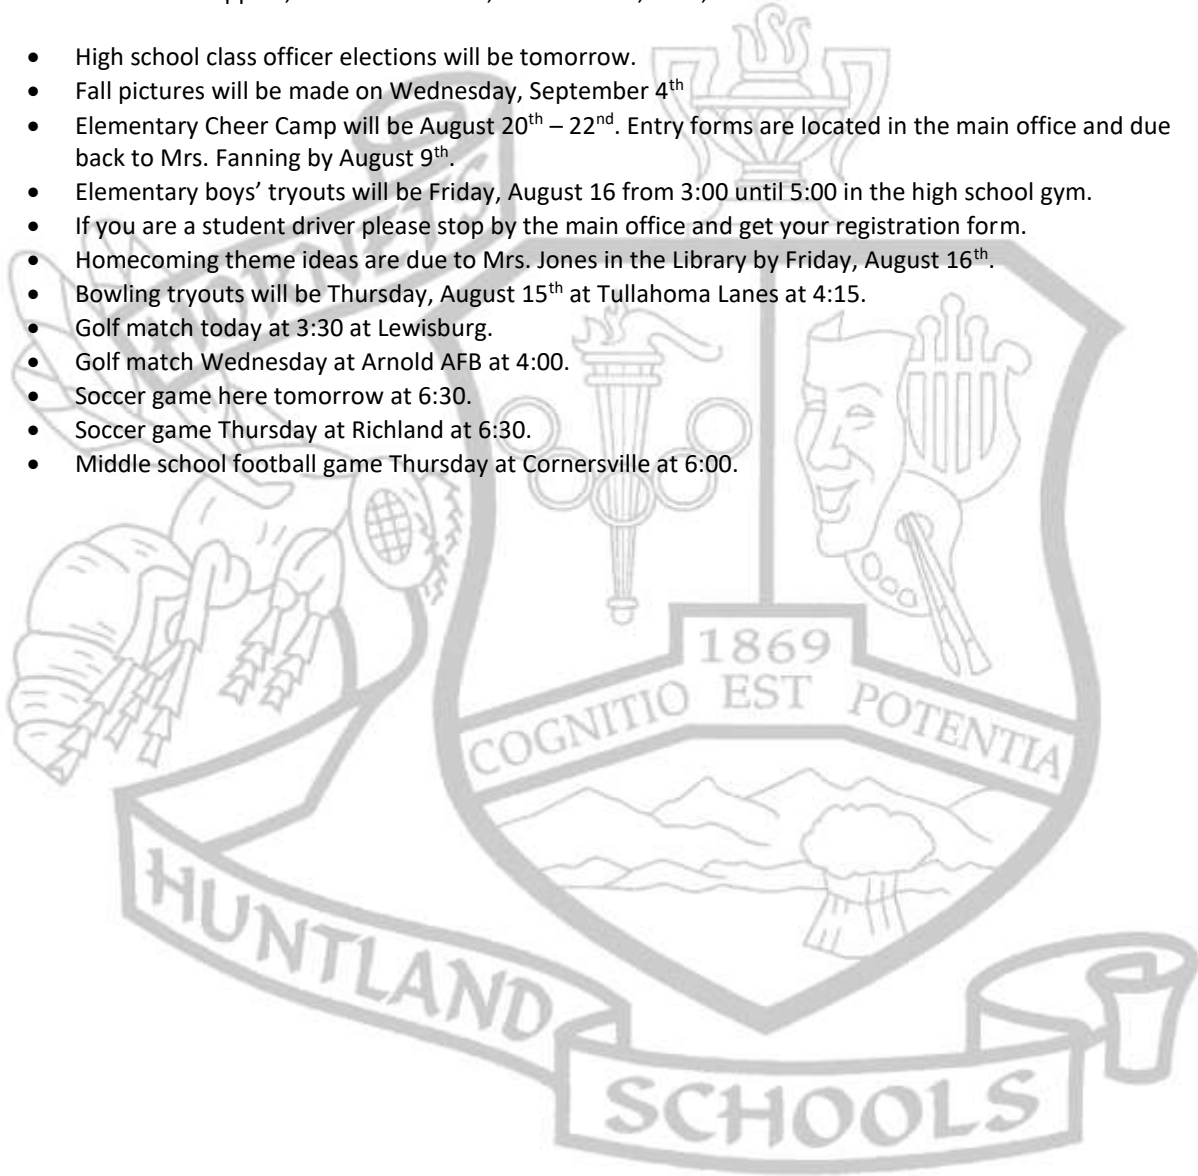 • High school class officer elections will be tomorrow.
• Fall pictures will be made on Wednesday, September 4th
• Elementary Cheer Camp will be August 20th – 22nd. Entry forms are located in the main office and due
back to Mrs. Fanning by August 9th.
• Elementary boys’ tryouts will be Friday, August 16 from 3:00 until 5:00 in the high school gym.
• If you are a student driver please stop by the main office and get your registration form.
• Homecoming theme ideas are due to Mrs. Jones in the Library by Friday, August 16th.
• Bowling tryouts will be Thursday, August 15th at Tullahoma Lanes at 4:15.
• Golf match today at 3:30 at Lewisburg.
• Golf match Wednesday at Arnold AFB at 4:00.
• Soccer game here tomorrow at 6:30.
• Soccer game Thursday at Richland at 6:30.
• Middle school football game Thursday at Cornersville at 6:00.
HORNETS
1869
COGNITIO EST POTENTIA
HUNTLAND
SCHOOLS